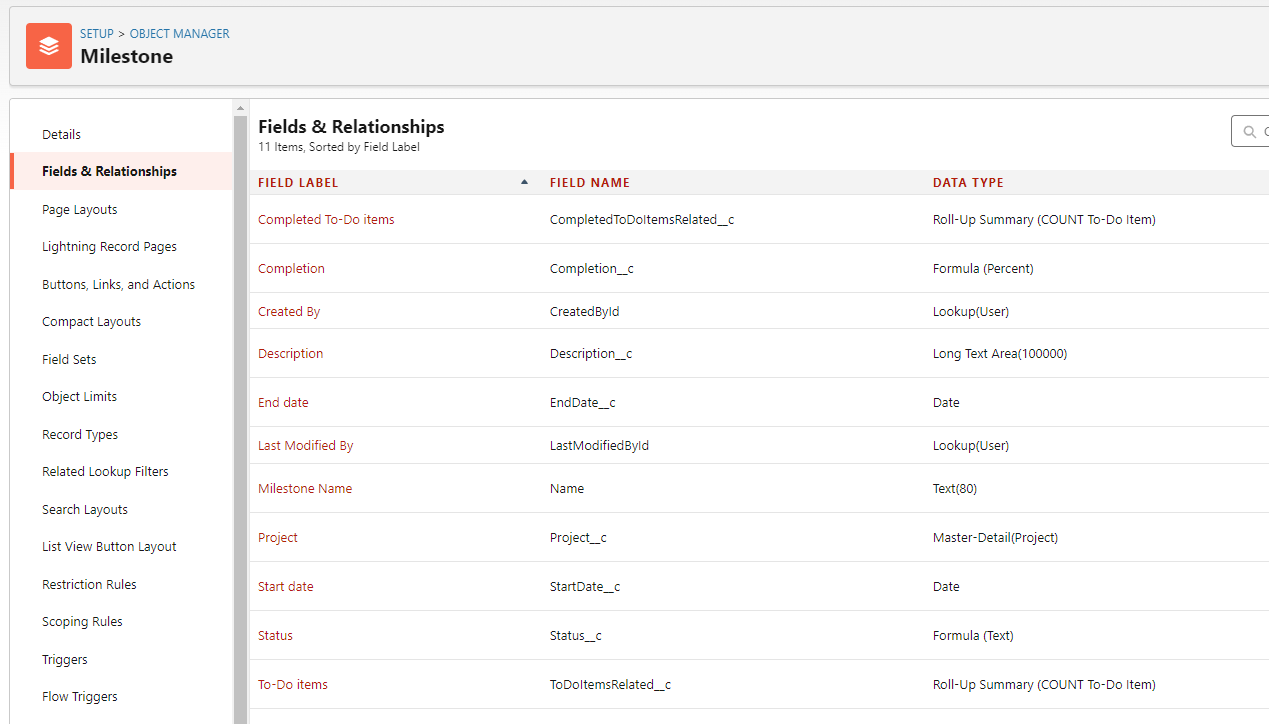 SETUP > OBJECT MANAGER
Milestone
Details
Fields & Relationships
Page Layouts
Lightning Record Pages
Buttons, Links, and Actions
Compact Layouts
Field Sets
Object Limits
Record Types
Related Lookup Filters
Search Layouts
List View Button Layout
Restriction Rules
Scoping Rules
Triggers
Flow Triggers
Fields & Relationships
11 Items, Sorted by Field Label
FIELD LABEL FIELD NAME DATA TYPE
Completed To-Do items CompletedToDoItemsRelated__c Roll-Up Summary (COUNT To-Do Item)
Completion Completion__c Formula (Percent)
Created By CreatedById Lookup(User)
Description Description__c Long Text Area(100000)
End date EndDate__c Date
Last Modified By LastModifiedById Lookup(User)
Milestone Name Name Text(80)
Project Project__c Master-Detail(Project)
Start date StartDate__c Date
Status Status__c Formula (Text)
To-Do items ToDoItemsRelated__c Roll-Up Summary (COUNT To-Do Item)